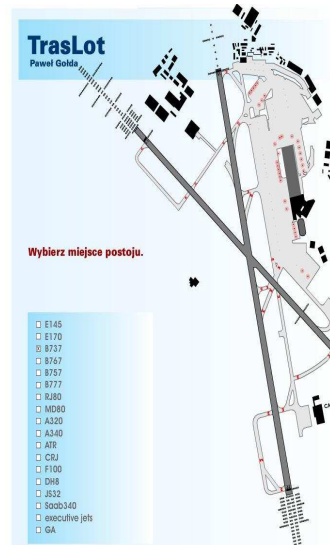 TrasLot
Paweł Gołda
Wybierz miejsce postoju.
E145
E170
B737
B767
B757
B777
RJ80
MD80
A320
A340
ATR
CRJ
F100
DH8
JS32
Saab340
executive jets
GA